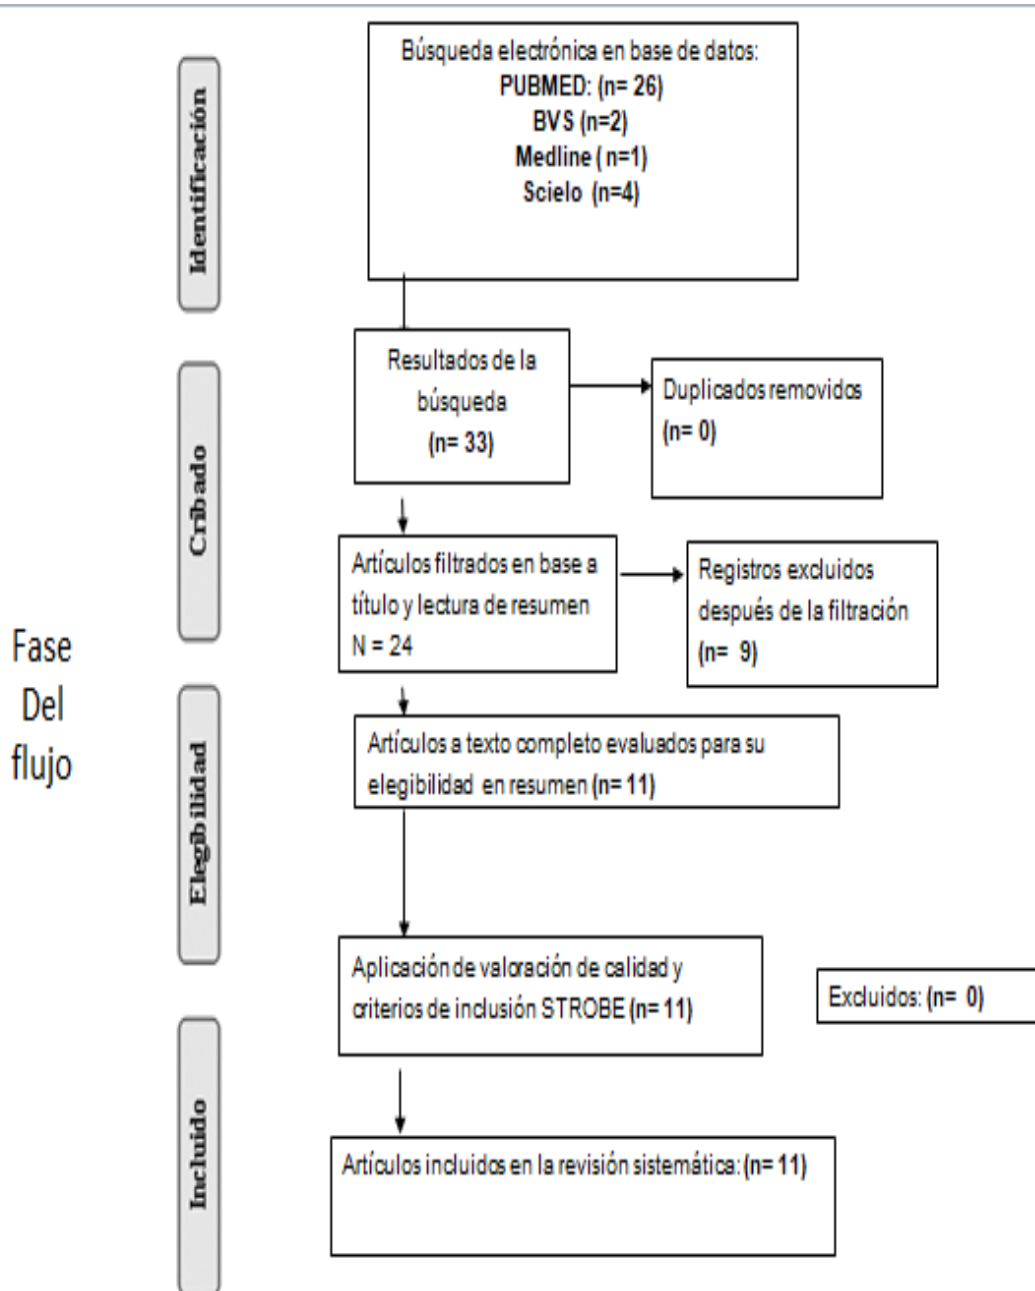 Búsqueda electrónica en base de datos:
PUBMED: (n= 26)
BVS (n=2)
Medline ( n=1)
Scielo (n=4)
Identificación
Resultados de la
búsqueda
(n= 33)
Duplicados removidos
(n= 0)
Cribado
Artículos filtrados en base a
título y lectura de resumen
N = 24
Registros excluidos
después de la filtración
(n= 9)
Fase
Del
flujo
Elegibilidad
Artículos a texto completo evaluados para su
elegibilidad en resumen (n= 11)
Aplicación de valoración de calidad y
criterios de inclusión STROBE (n= 11)
Excluidos: (n= 0)
Incluido
Artículos incluidos en la revisión sistemática: (n= 11)